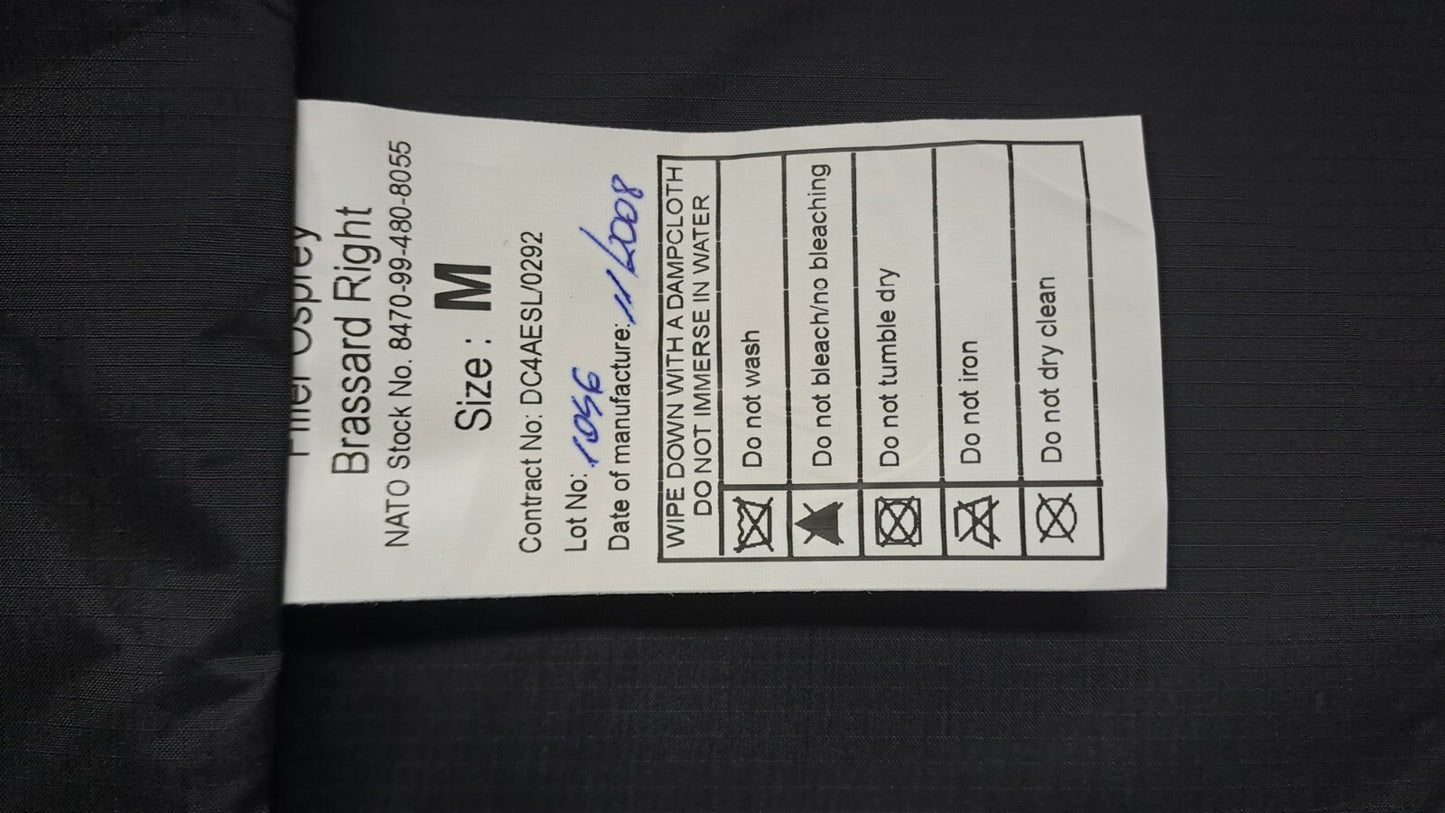 Filler Osprey
Brassard Right
NATO Stock No. 8470-99-480-8055
Size : M
Contract No: DC4AESL/0292
Lot No: 1056
Date of manufacture: 11/2008
WIPE DOWN WITH A DAMPCLOTH
DO NOT IMMERSE IN WATER
Do not wash
Do not bleach/no bleaching
Do not tumble dry
Do not iron
Do not dry clean